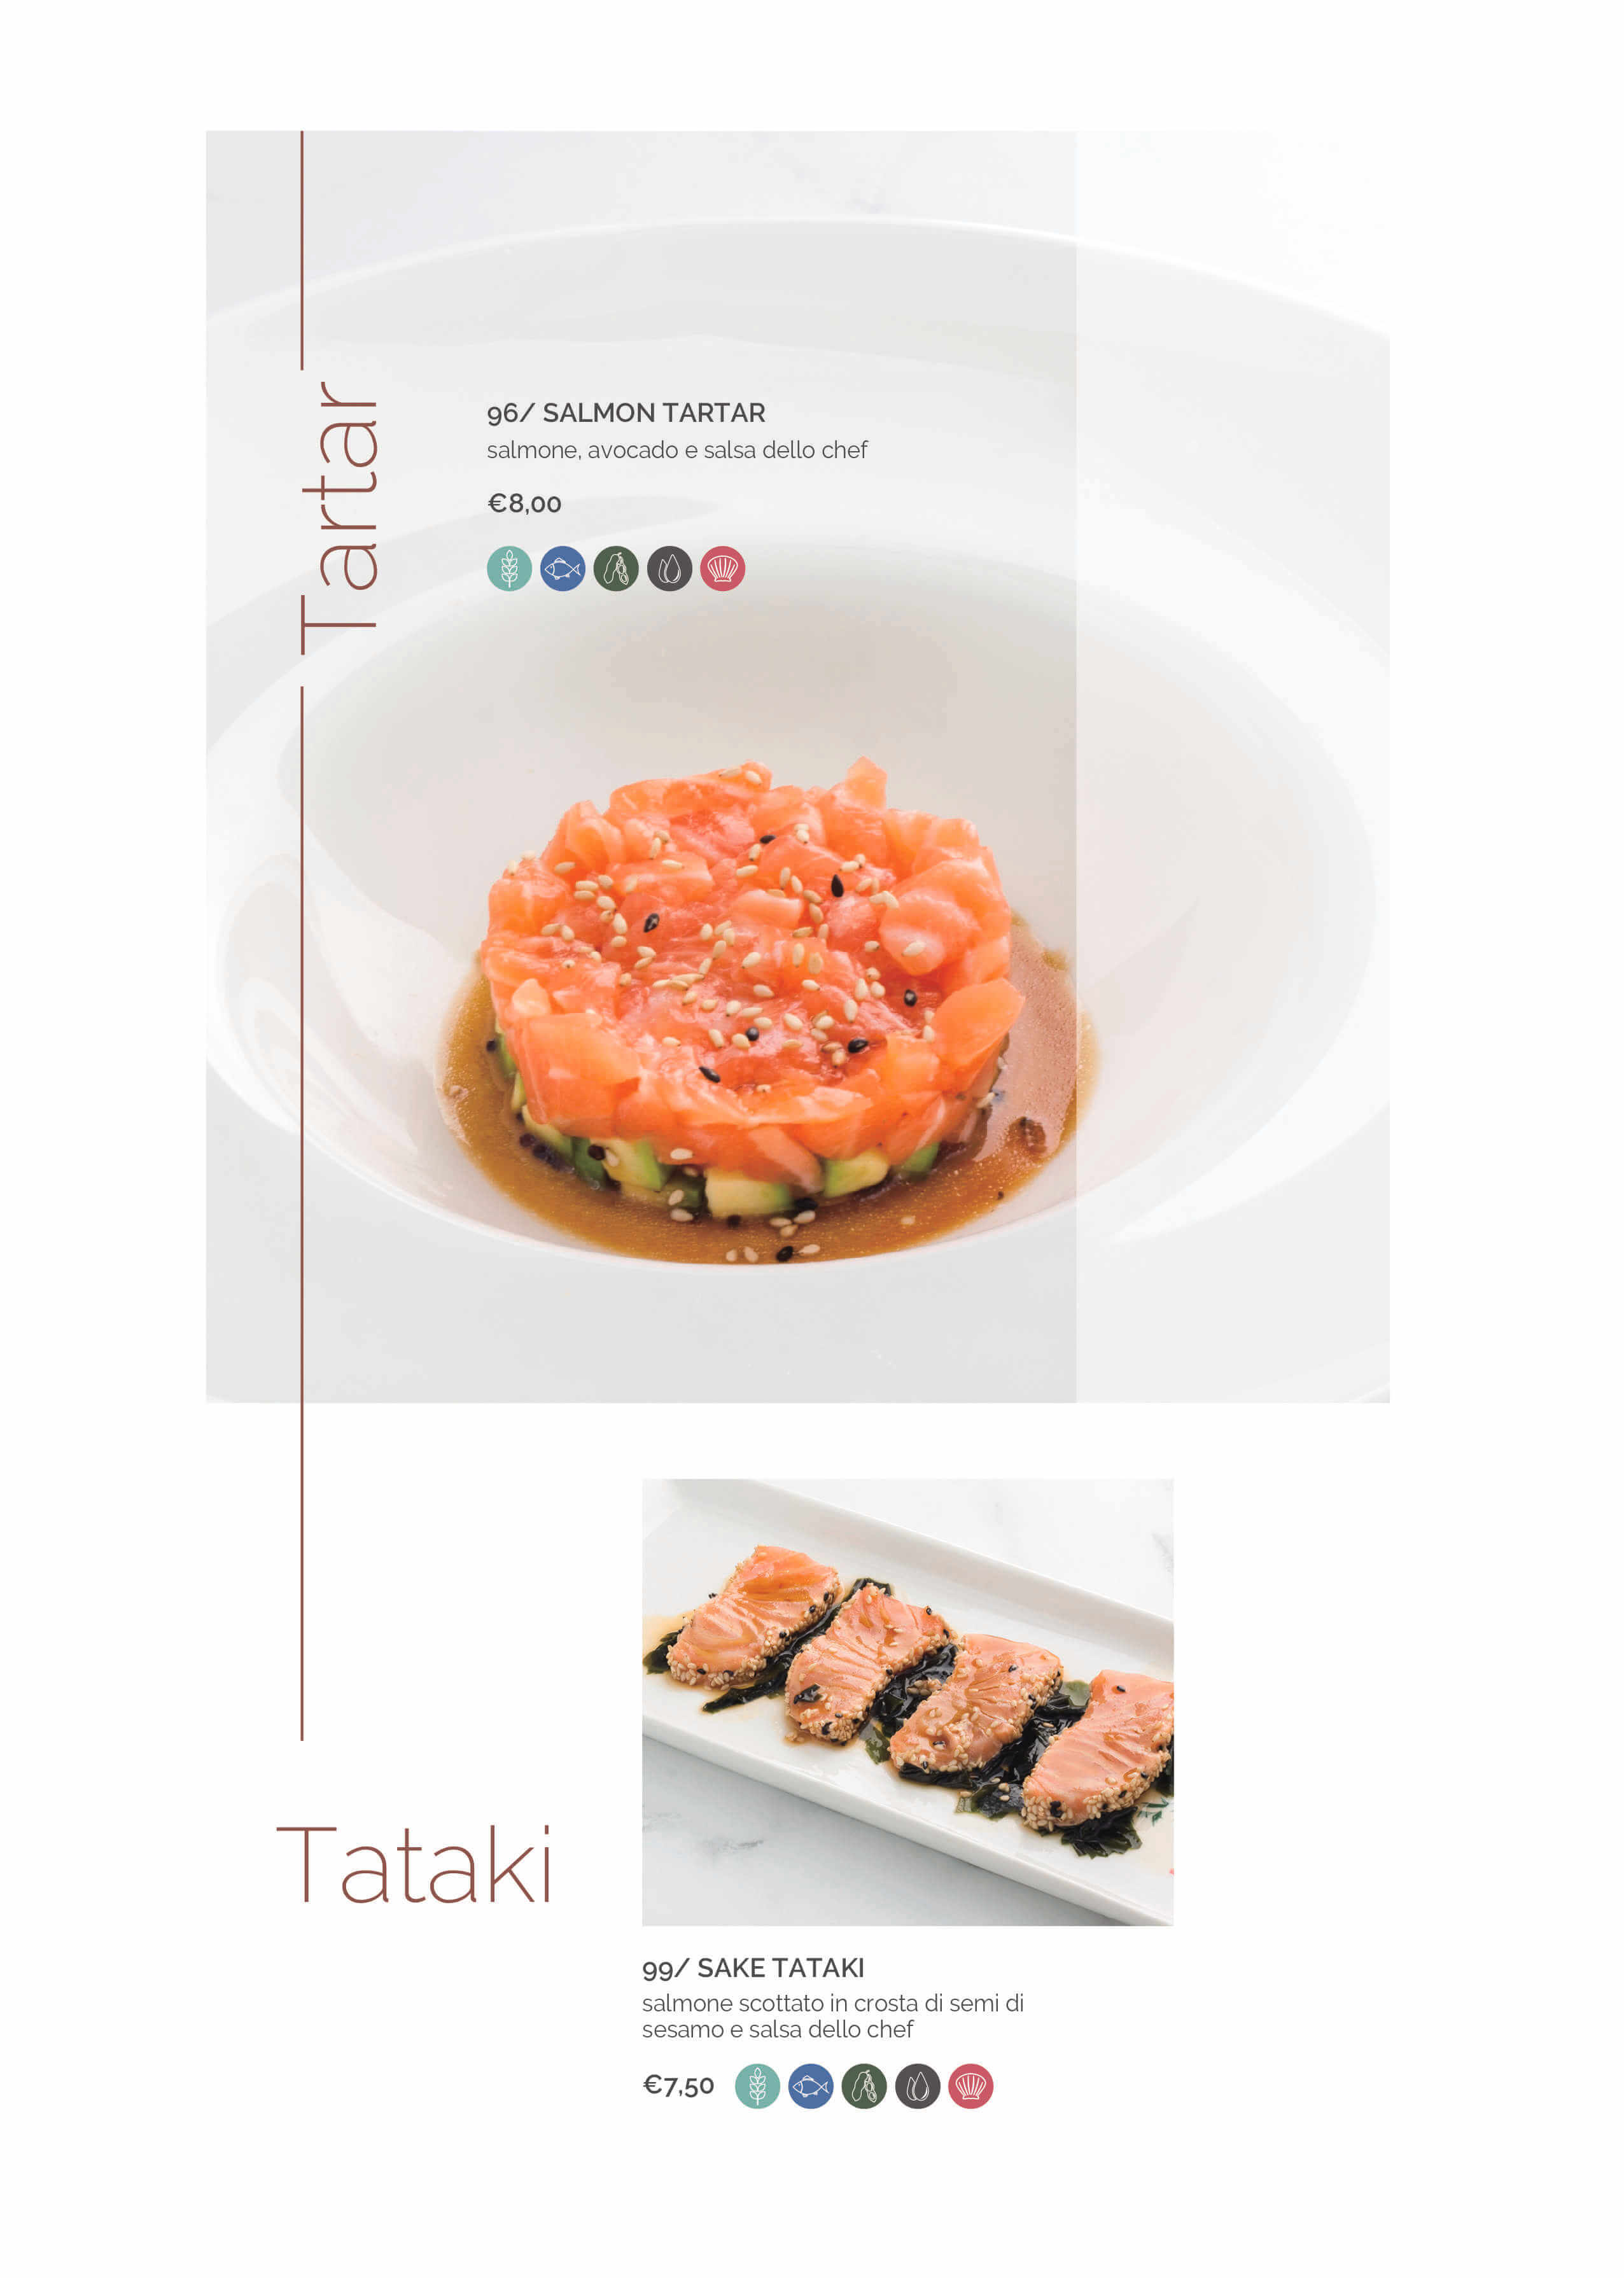 Tartar
96/ SALMON TARTAR
salmone, avocado e salsa dello chef
€8,00
Tataki
99/ SAKE TATAKI
salmone scottato in crosta di semi di
sesamo e salsa dello chef
€7,50